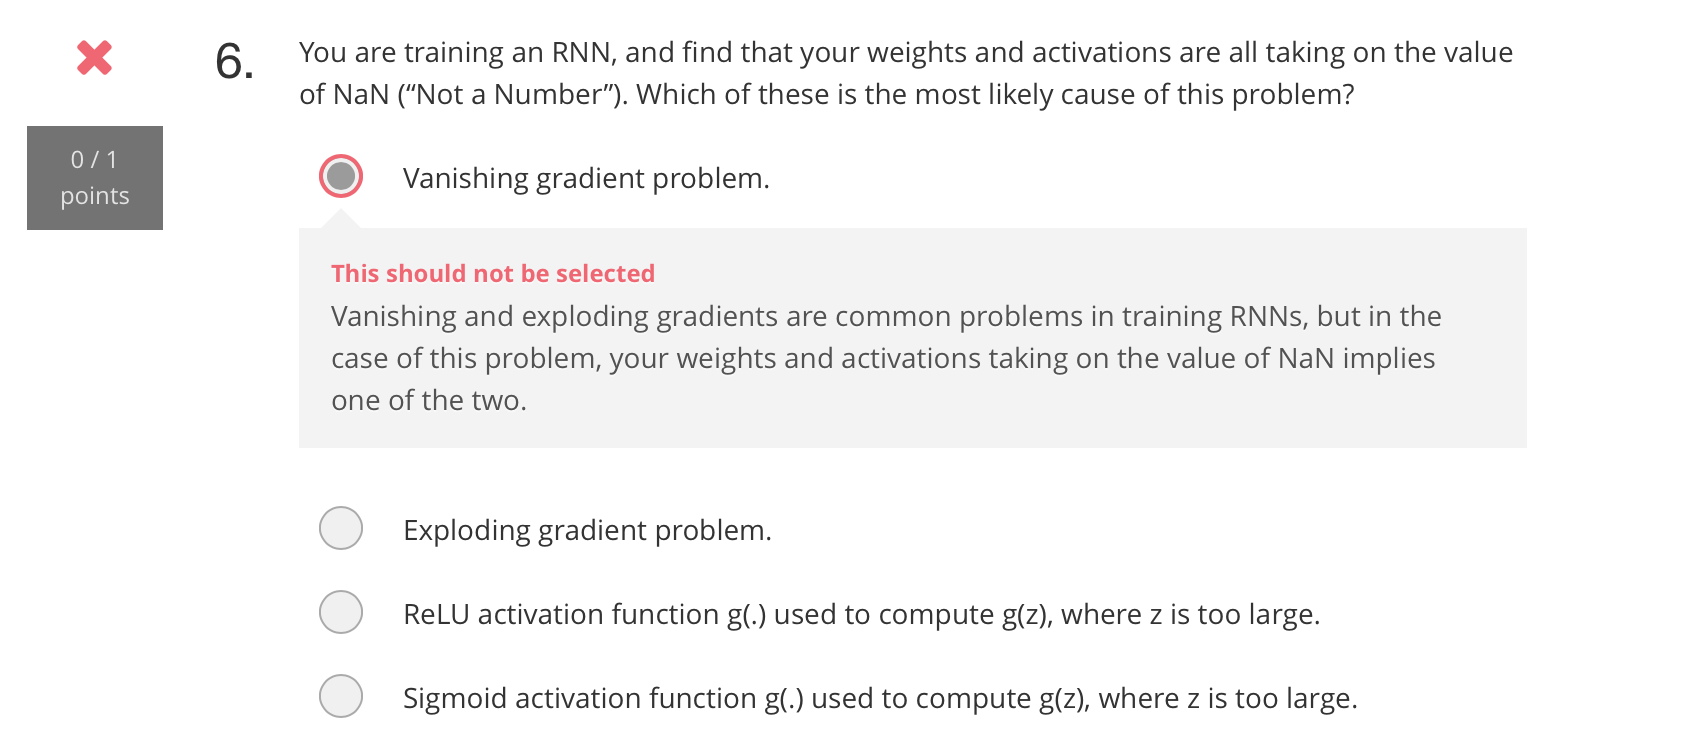 6. You are training an RNN, and find that your weights and activations are all taking on the value
of NaN (“Not a Number”). Which of these is the most likely cause of this problem?
0 / 1
points
Vanishing gradient problem.
This should not be selected
Vanishing and exploding gradients are common problems in training RNNs, but in the
case of this problem, your weights and activations taking on the value of NaN implies
one of the two.
Exploding gradient problem.
ReLU activation function g(.) used to compute g(z), where z is too large.
Sigmoid activation function g(.) used to compute g(z), where z is too large.